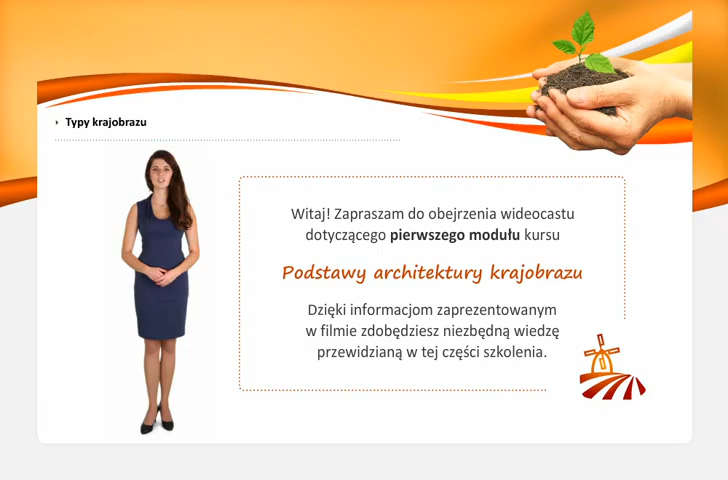 Typy krajobrazu
Witaj! Zapraszam do obejrzenia wideocastu
dotyczącego pierwszego modułu kursu
Podstawy architektury krajobrazu
Dzięki informacjom zaprezentowanym
w filmie zdobędziesz niezbędną wiedzę
przewidzianą w tej części szkolenia.